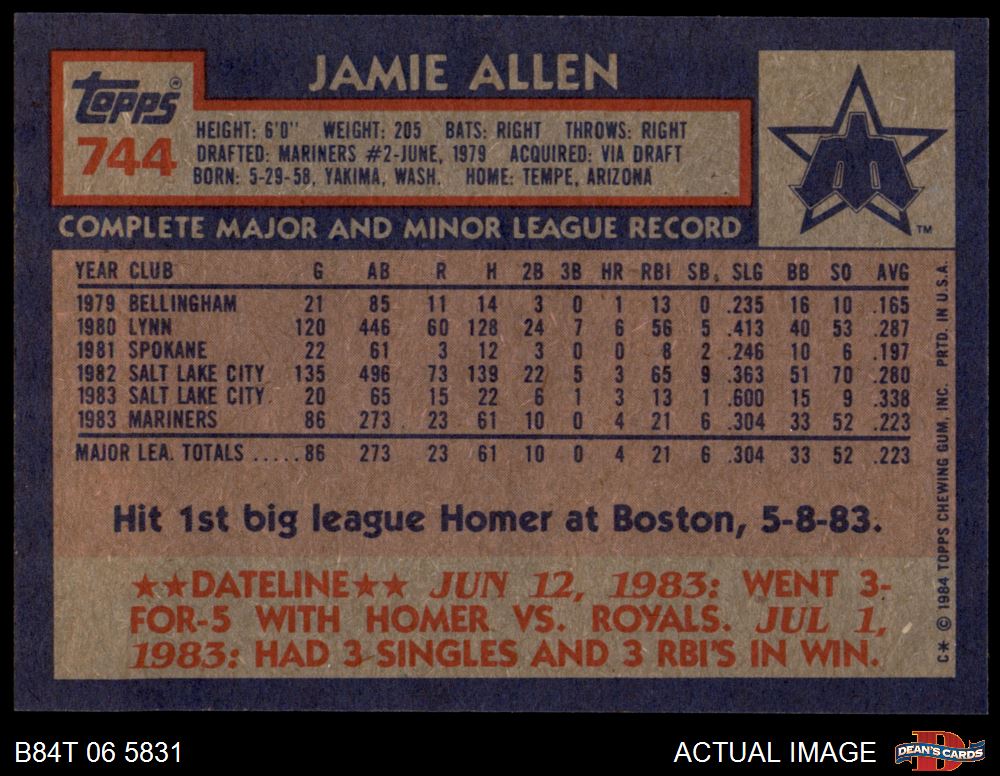 JAMIE ALLEN
Topps®
744
HEIGHT: 6'0" WEIGHT: 205 BATS: RIGHT THROWS: RIGHT
DRAFTED: MARINERS #2-JUNE, 1979 ACQUIRED: VIA DRAFT
BORN: 5-29-58, YAKIMA, WASH. HOME: TEMPE, ARIZONA
TM
COMPLETE MAJOR AND MINOR LEAGUE RECORD
YEAR CLUB G AB R H 2B 3B HR RBI SB. SLG BB SO AVG
1979 BELLINGHAM 21 85 11 14 3 0 1 13 0 .235 16 10 .165
1980 LYNN 120 446 60 128 24 7 6 56 5 .413 40 53 .287
1981 SPOKANE 22 61 3 12 3 0 0 8 2 .246 10 6 .197
1982 SALT LAKE CITY 135 496 73 139 22 5 3 65 9 .363 51 70 .280
1983 SALT LAKE CITY 20 65 15 22 6 1 3 13 1 .600 15 9 .338
1983 MARINERS 86 273 23 61 10 0 4 21 6 .304 33 52 .223
MAJOR LEA. TOTALS .....86 273 23 61 10 0 4 21 6 .304 33 52 .223
Hit 1st big league Homer at Boston, 5-8-83.
★★DATELINE★★ JUN 12, 1983: WENT 3-
FOR-5 WITH HOMER VS. ROYALS. JUL 1,
1983: HAD 3 SINGLES AND 3 RBI'S IN WIN.
C* © 1984 TOPPS CHEWING GUM, INC. PRTD. IN U.S.A.
B84T 06 5831
ACTUAL IMAGE
DEAN'S CARDS